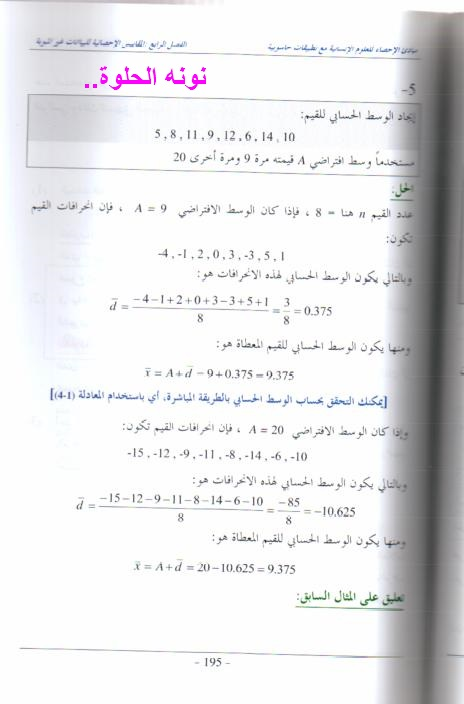 مبادئ الإحصاء للعلوم الإنسانية مع تطبيقات حاسوبية
الفصل الرابع: المقاييس الإحصائية للبيانات غير المبوبة
نونه الحلوة..
-5
إيجاد الوسط الحسابي للقيم:
5 , 8 , 11 , 9 , 12 , 6 , 14 , 10
مستخدماً وسط افتراضي A قيمته مرة 9 ومرة أخرى 20
الحل:
عدد القيم n هنا = 8 ، فإذا كان الوسط الافتراضي A = 9 ، فإن انحرافات القيم
تكون:
-4, -1, 2, 0, 3, -3, 5, 1
وبالتالي يكون الوسط الحسابي لهذه الانحرافات هو:
d̄ = (-4-1+2+0+3-3+5+1)/8 = 3/8 = 0.375
ومنها يكون الوسط الحسابي للقيم المعطاة هو:
x̄ = A + d̄ = 9 + 0.375 = 9.375
[يمكنك التحقق بحساب الوسط الحسابي بالطريقة المباشرة، أي باستخدام المعادلة (1-4)]
وإذا كان الوسط الافتراضي A = 20 ، فإن انحرافات القيم تكون:
-15, -12, -9, -11, -8, -14, -6, -10
وبالتالي يكون الوسط الحسابي لهذه الانحرافات هو:
d̄ = (-15-12-9-11-8-14-6-10)/8 = -85/8 = -10.625
ومنها يكون الوسط الحسابي للقيم المعطاة هو:
x̄ = A + d̄ = 20 - 10.625 = 9.375
تعليق على المثال السابق:
- 195 -